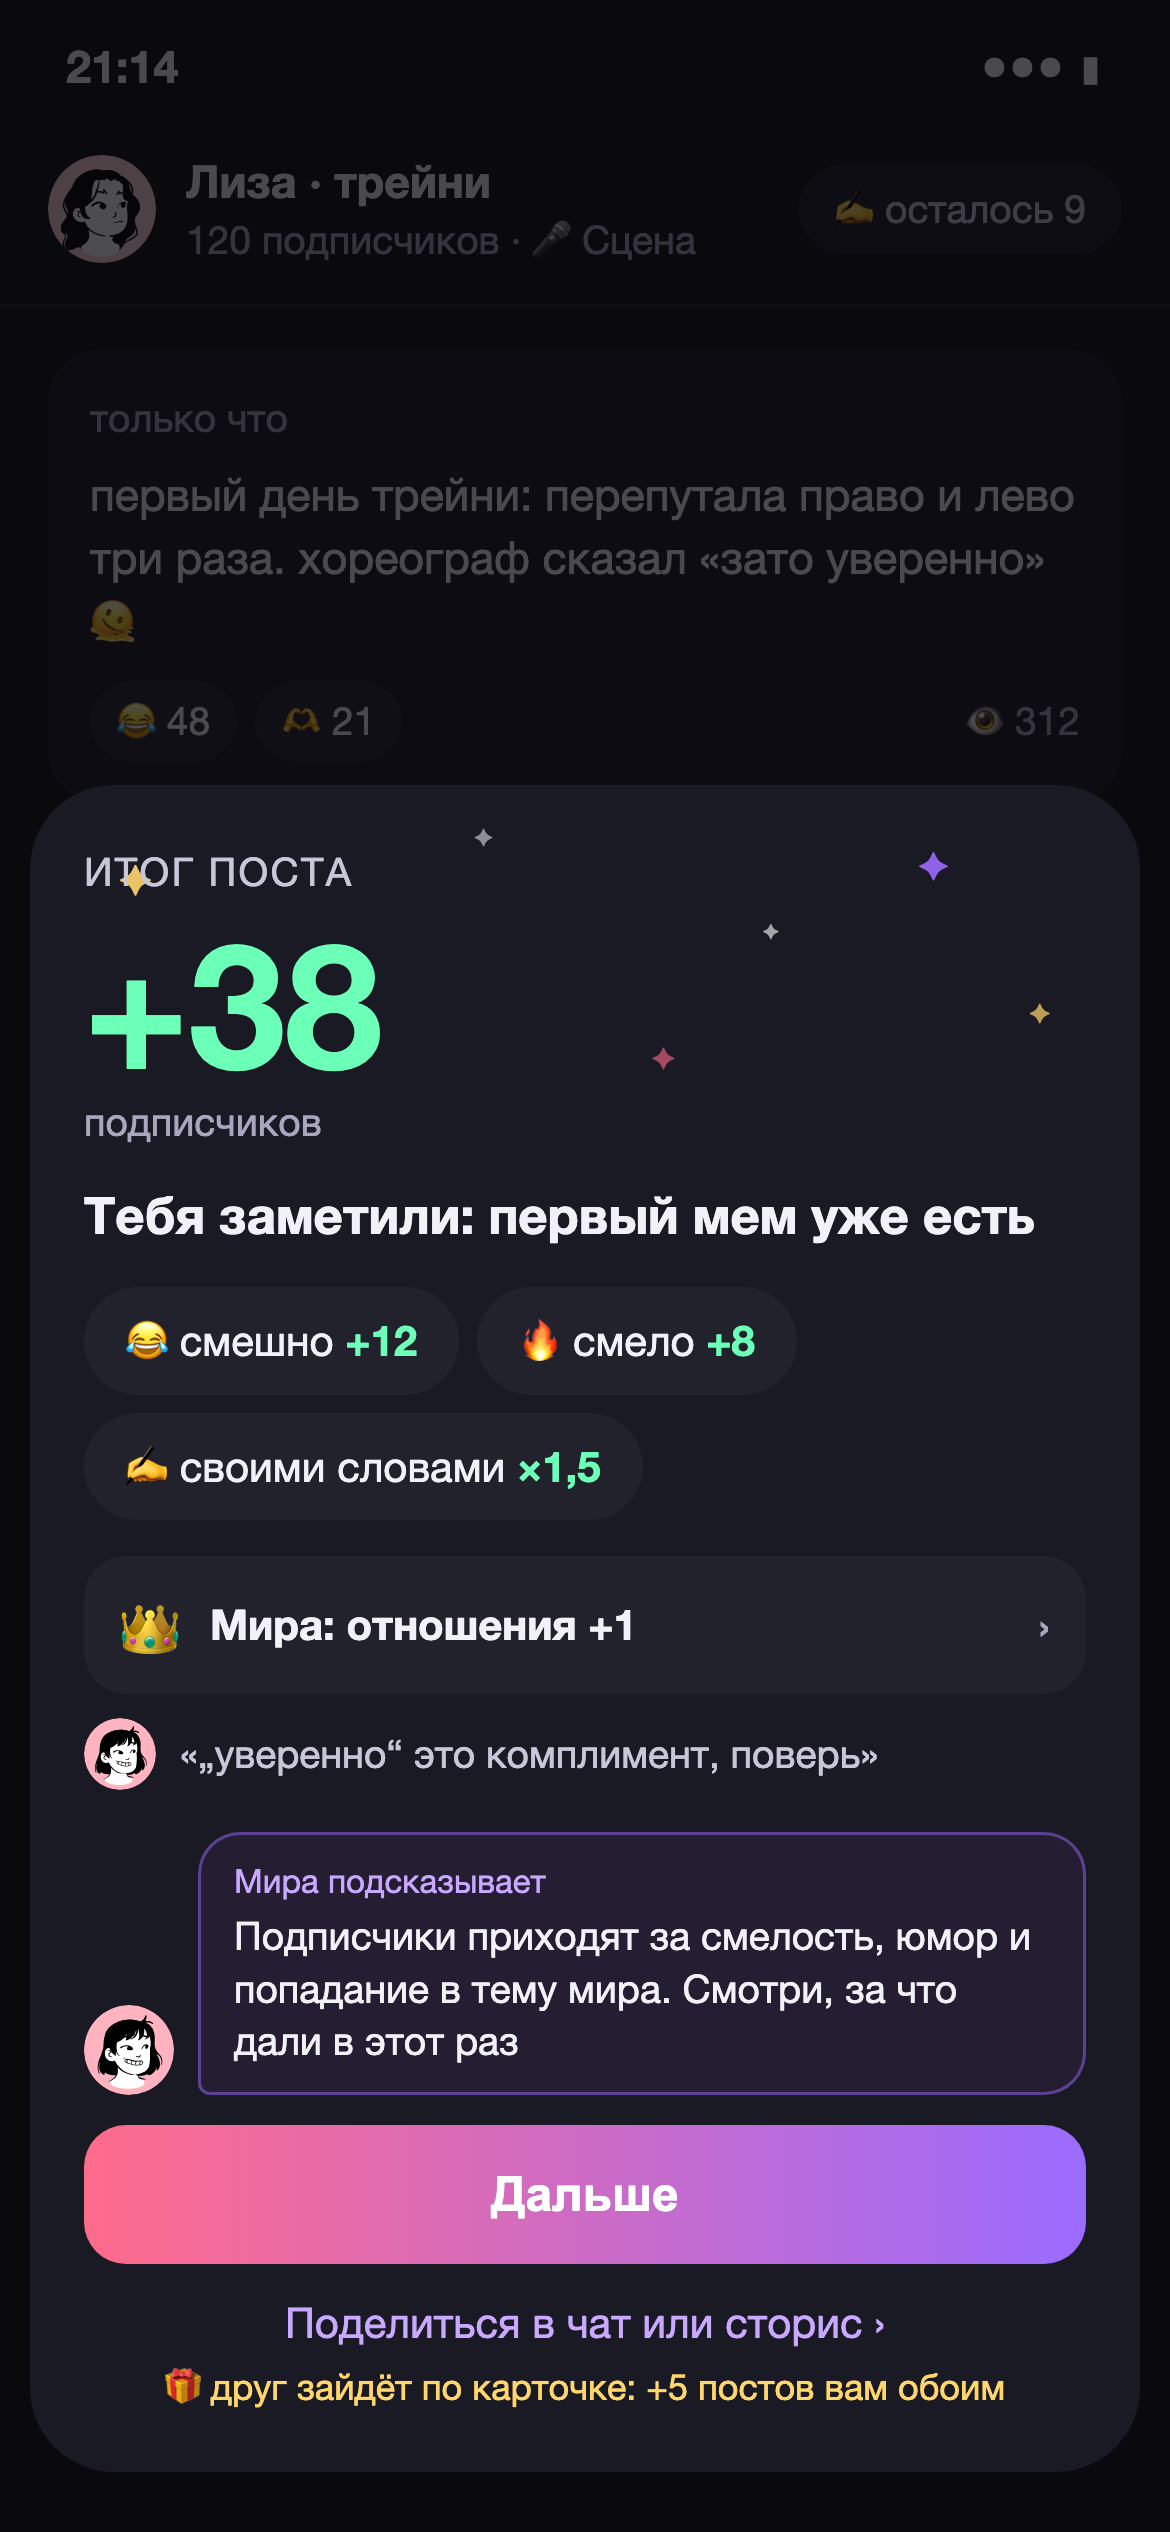 21:14
Лиза · трейни
120 подписчиков · 🎤 Сцена
✍️ осталось 9
только что
первый день трейни: перепутала право и лево
три раза. хореограф сказал «зато уверенно»
🫠
😂 48 🫶 21 👁️ 312
ИТОГ ПОСТА
+38
подписчиков
Тебя заметили: первый мем уже есть
😂 смешно +12
🔥 смело +8
✍️ своими словами ×1,5
👑 Мира: отношения +1 ›
«„уверенно“ это комплимент, поверь»
Мира подсказывает
Подписчики приходят за смелость, юмор и
попадание в тему мира. Смотри, за что
дали в этот раз
Дальше
Поделиться в чат или сторис ›
🎁 друг зайдёт по карточке: +5 постов вам обоим